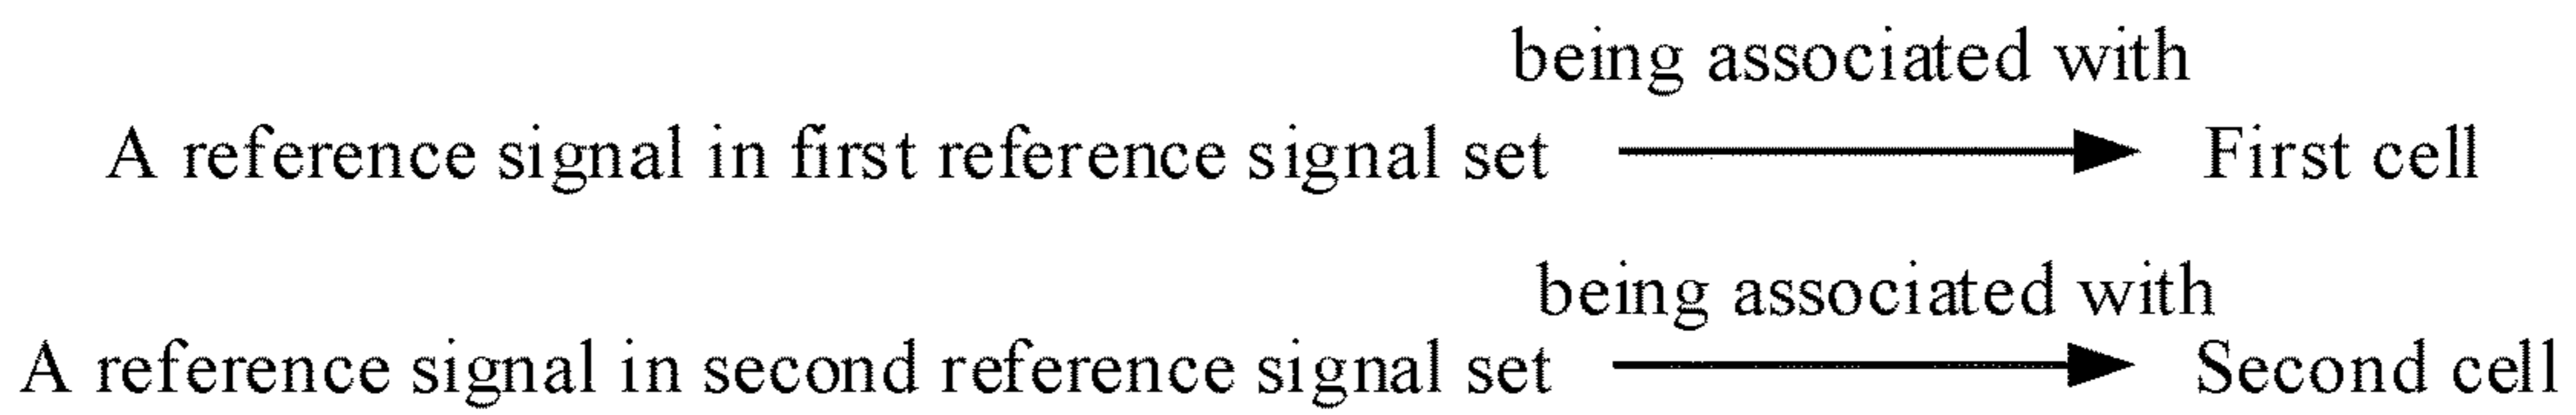 being associated with
A reference signal in first reference signal set First cell
being associated with
A reference signal in second reference signal set Second cell